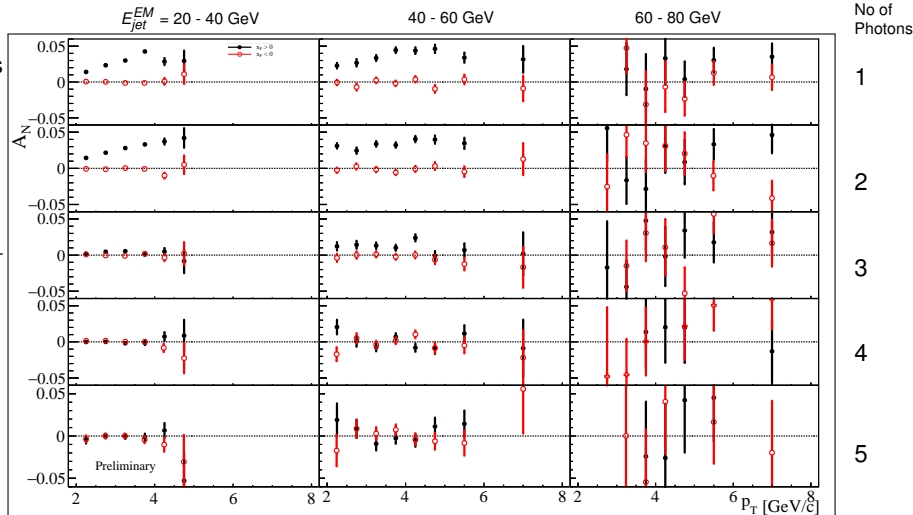 E_jet^EM = 20 - 40 GeV 40 - 60 GeV 60 - 80 GeV No of
Photons
x_F > 0
x_F < 0
A_N
0.05
0
−0.05
1
0.05
0
−0.05
2
0.05
0
−0.05
3
0.05
0
−0.05
4
0.05
0
−0.05
5
Preliminary
2 4 6 8 2 4 6 8 2 4 6 8
p_T [GeV/c]